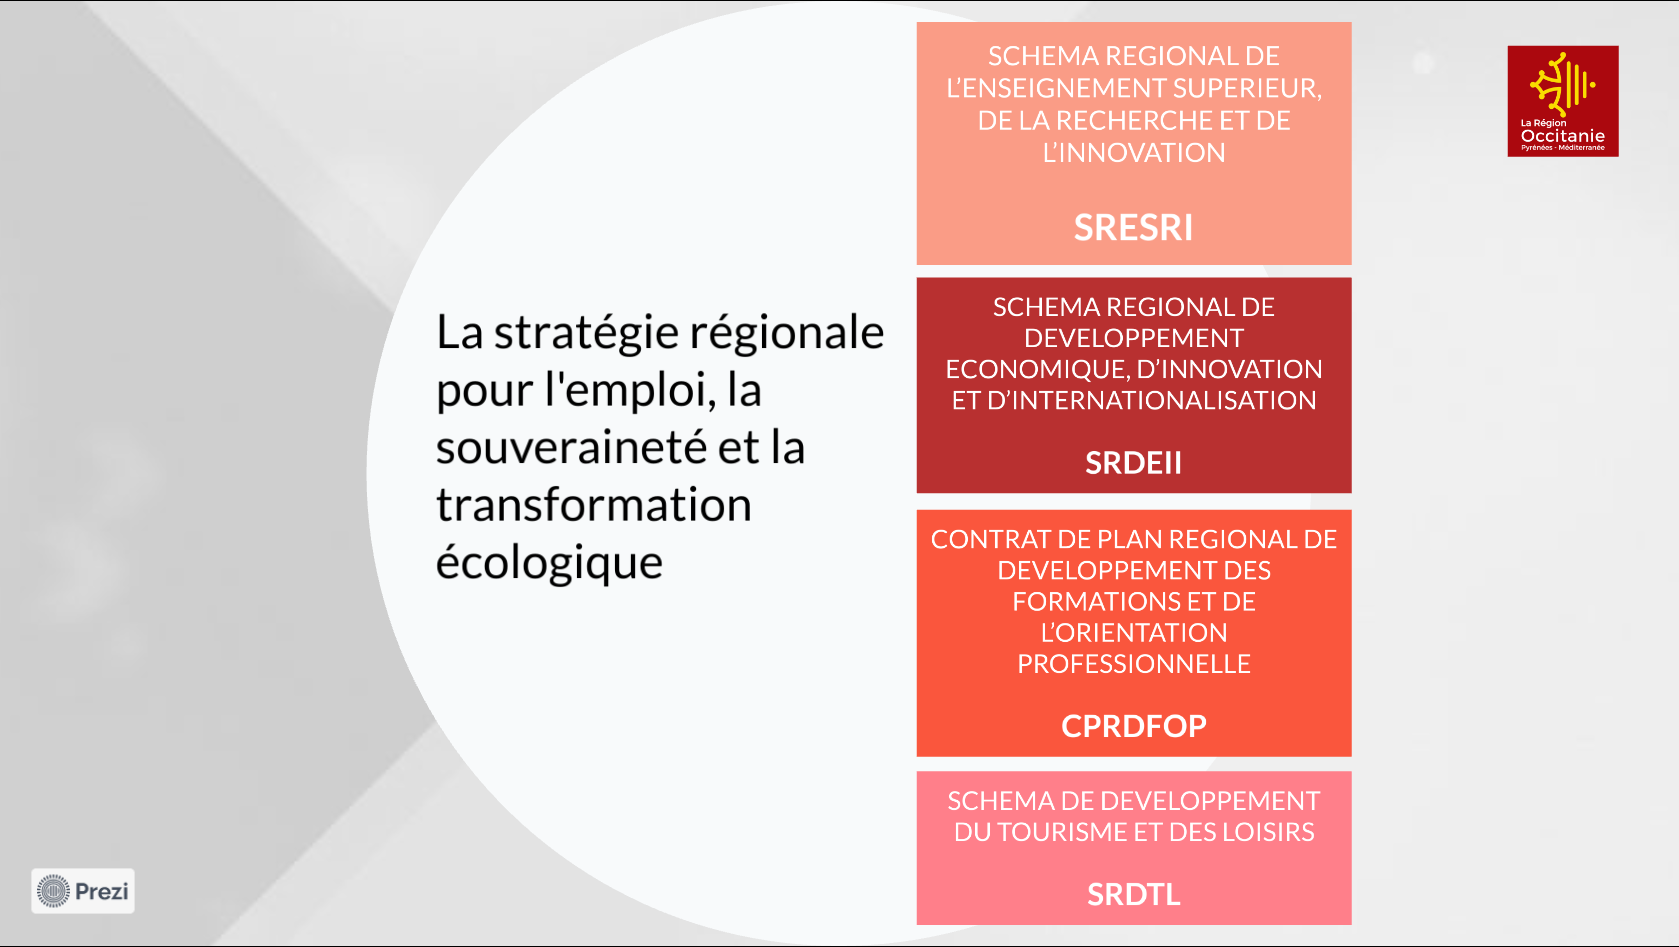 La stratégie régionale
pour l'emploi, la
souveraineté et la
transformation
écologique
SCHEMA REGIONAL DE
L’ENSEIGNEMENT SUPERIEUR,
DE LA RECHERCHE ET DE
L’INNOVATION
SRESRI
SCHEMA REGIONAL DE
DEVELOPPEMENT
ECONOMIQUE, D’INNOVATION
ET D’INTERNATIONALISATION
SRDEII
CONTRAT DE PLAN REGIONAL DE
DEVELOPPEMENT DES
FORMATIONS ET DE
L’ORIENTATION
PROFESSIONNELLE
CPRDFOP
SCHEMA DE DEVELOPPEMENT
DU TOURISME ET DES LOISIRS
SRDTL
La Région
Occitanie
Pyrénées - Méditerranée
Prezi